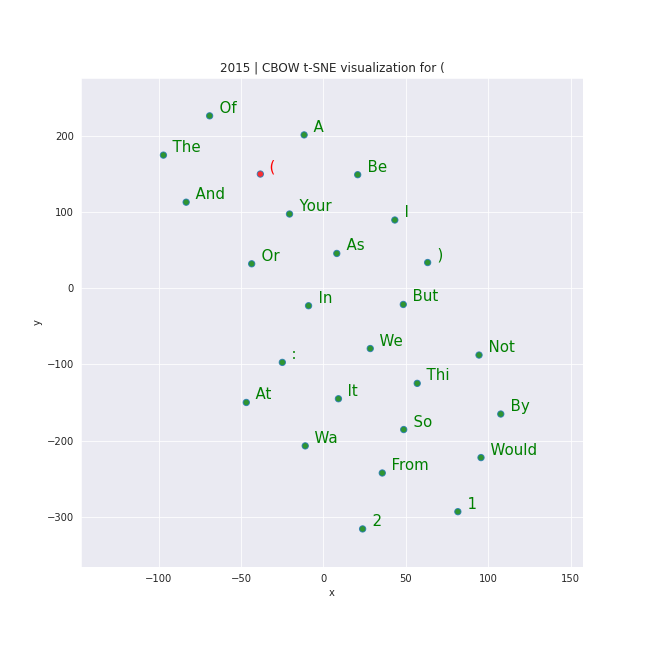 2015 | CBOW t-SNE visualization for (
Of
A
The
(
Be
And
Your
I
As
Or
)
In
But
We
:
Not
Thi
It
At
By
So
Wa
Would
From
1
2
200
100
0
−100
−200
−300
y
−100
−50
0
50
100
150
x